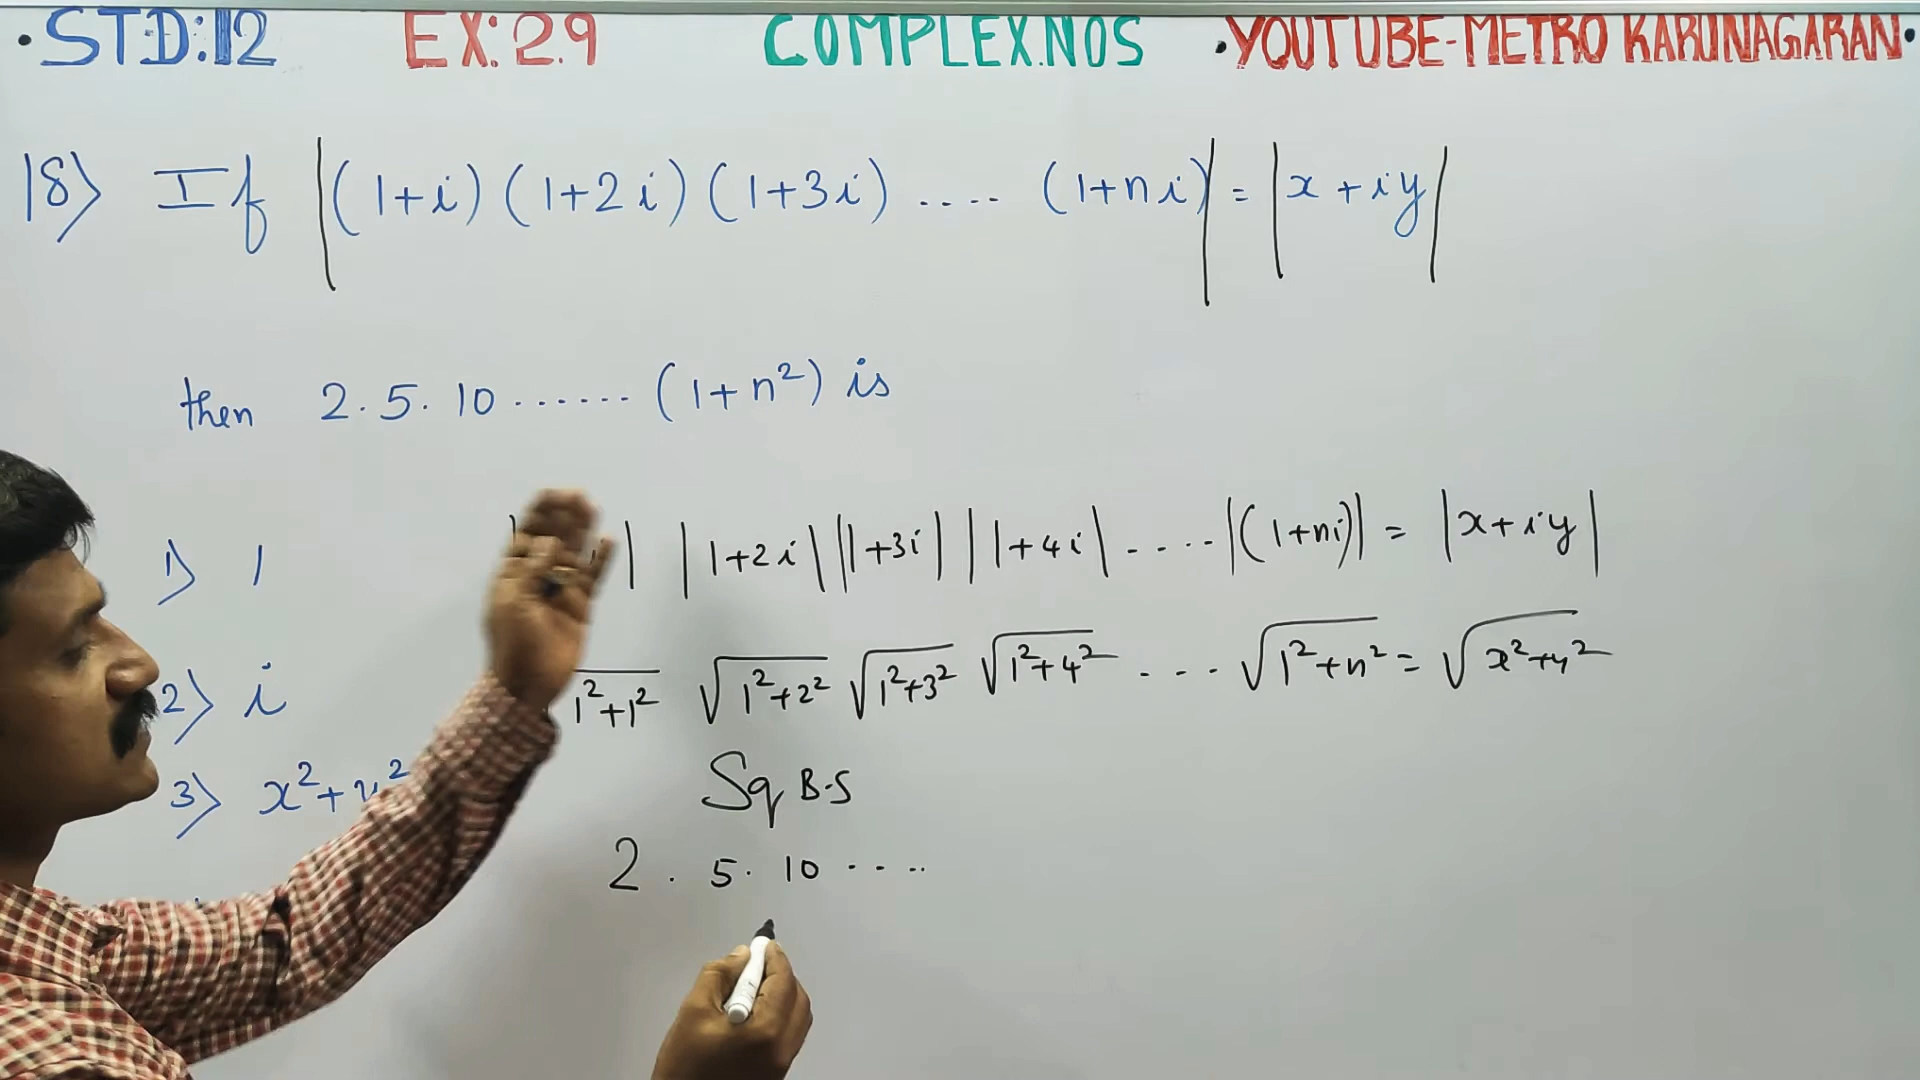 •STD:12 EX:2.9 COMPLEX.NOS •YOUTUBE-METRO KARUNAGARAN•
18) If |(1+i)(1+2i)(1+3i).... (1+ni)| = |x+iy|
then 2.5.10......(1+n²) is
|1+2i| |1+3i| |1+4i| ....|(1+ni)| = |x+iy|
1) 1
1²+1² √1²+2² √1²+3² √1²+4² ... √1²+n² = √x²+y²
2) i
3) x²+y²
Sq B.S
2 . 5. 10 ....